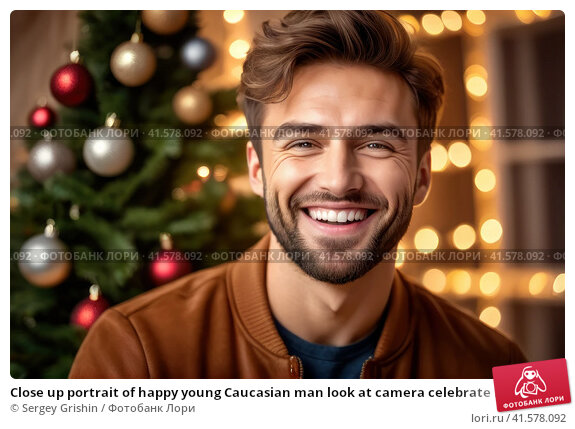 .092 · ФОТОБАНК ЛОРИ · 41.578.092 · ФОТОБАНК ЛОРИ · 41.578.092 · ФОТОБАНК ЛОРИ · 41.578.092 · ФО
.092 · ФОТОБАНК ЛОРИ · 41.578.092 · ФОТОБАНК ЛОРИ · 41.578.092 · ФОТОБАНК ЛОРИ · 41.578.092 · ФО
Close up portrait of happy young Caucasian man look at camera celebrate
© Sergey Grishin / Фотобанк Лори
ФОТОБАНК ЛОРИ
lori.ru/41.578.092